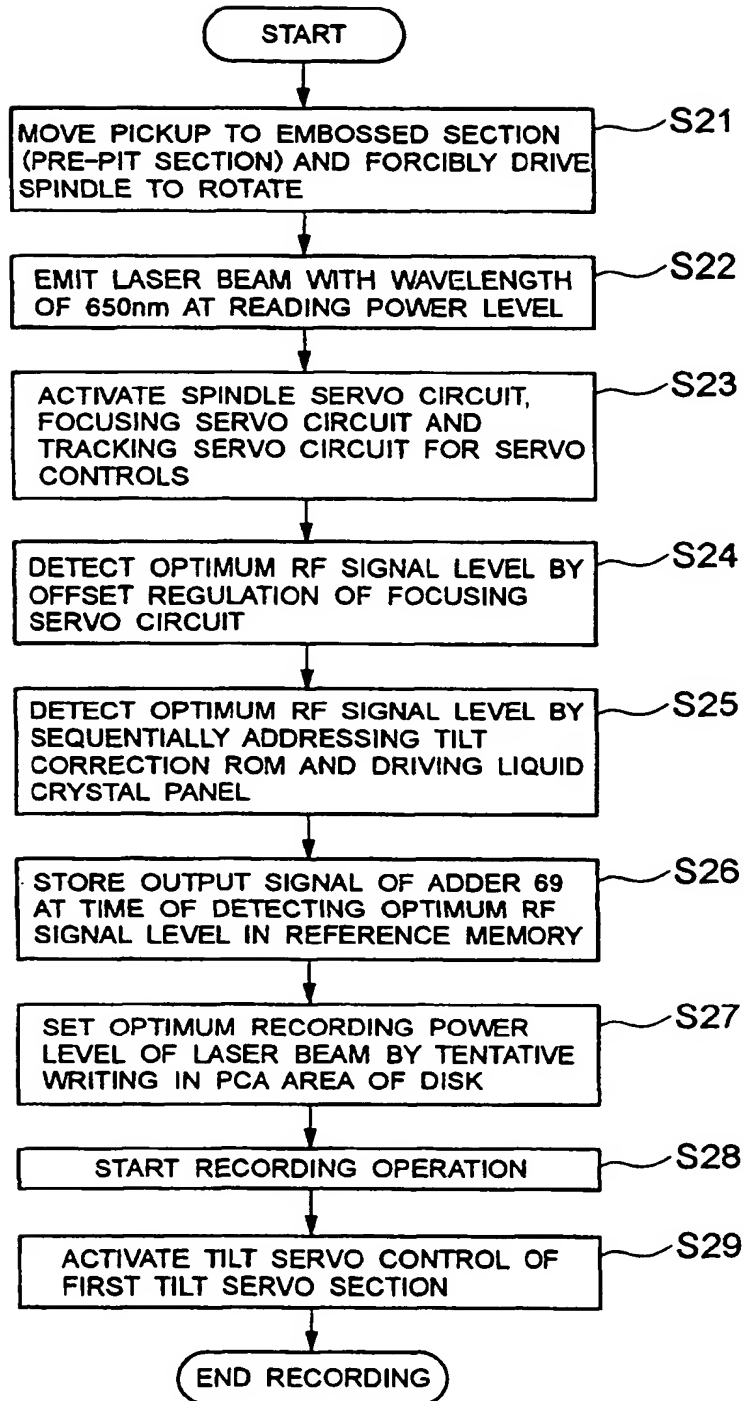 START
MOVE PICKUP TO EMBOSSED SECTION
(PRE-PIT SECTION) AND FORCIBLY DRIVE
SPINDLE TO ROTATE
S21
EMIT LASER BEAM WITH WAVELENGTH
OF 650nm AT READING POWER LEVEL
S22
ACTIVATE SPINDLE SERVO CIRCUIT,
FOCUSING SERVO CIRCUIT AND
TRACKING SERVO CIRCUIT FOR SERVO
CONTROLS
S23
DETECT OPTIMUM RF SIGNAL LEVEL BY
OFFSET REGULATION OF FOCUSING
SERVO CIRCUIT
S24
DETECT OPTIMUM RF SIGNAL LEVEL BY
SEQUENTIALLY ADDRESSING TILT
CORRECTION ROM AND DRIVING LIQUID
CRYSTAL PANEL
S25
STORE OUTPUT SIGNAL OF ADDER 69
AT TIME OF DETECTING OPTIMUM RF
SIGNAL LEVEL IN REFERENCE MEMORY
S26
SET OPTIMUM RECORDING POWER
LEVEL OF LASER BEAM BY TENTATIVE
WRITING IN PCA AREA OF DISK
S27
START RECORDING OPERATION
S28
ACTIVATE TILT SERVO CONTROL OF
FIRST TILT SERVO SECTION
S29
END RECORDING